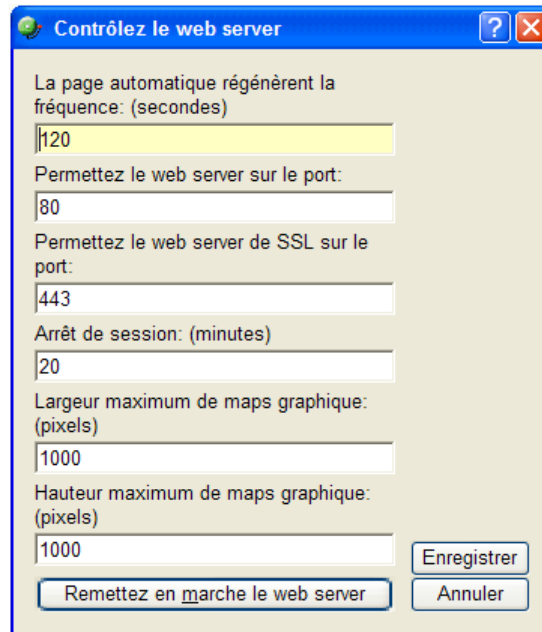 Contrôlez le web server
La page automatique régénèrent la
fréquence: (secondes)
120
Permettez le web server sur le port:
80
Permettez le web server de SSL sur le
port:
443
Arrêt de session: (minutes)
20
Largeur maximum de maps graphique:
(pixels)
1000
Hauteur maximum de maps graphique:
(pixels)
1000
Enregistrer
Remettez en marche le web server
Annuler